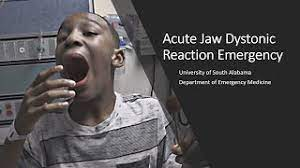 Acute Jaw Dystonic
Reaction Emergency
University of South Alabama
Department of Emergency Medicine